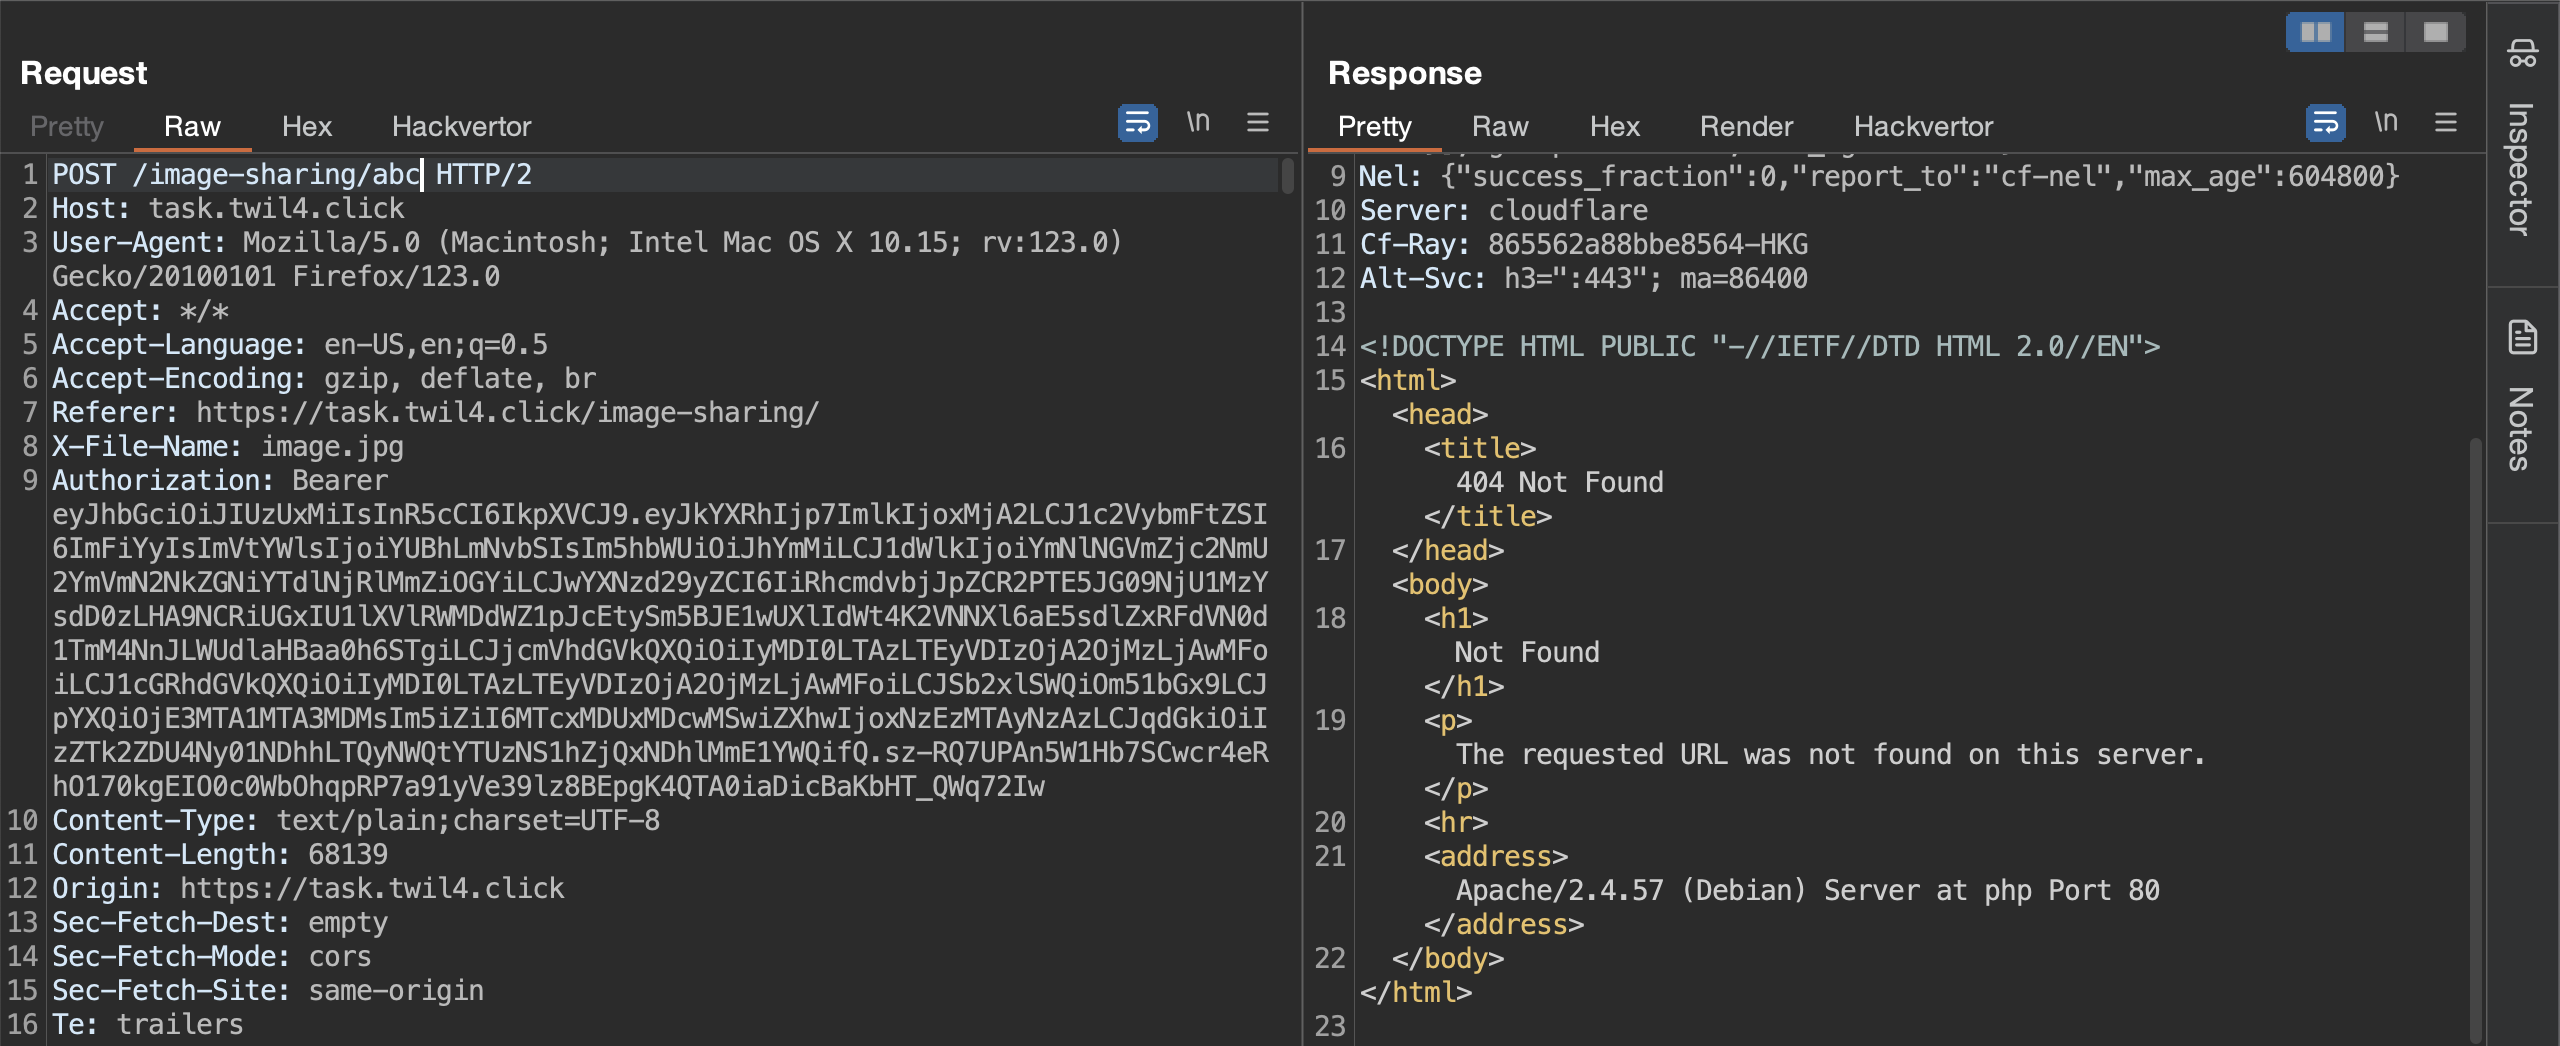 Request
Pretty Raw Hex Hackvertor \n
1 POST /image-sharing/abc HTTP/2
2 Host: task.twil4.click
3 User-Agent: Mozilla/5.0 (Macintosh; Intel Mac OS X 10.15; rv:123.0)
Gecko/20100101 Firefox/123.0
4 Accept: */*
5 Accept-Language: en-US,en;q=0.5
6 Accept-Encoding: gzip, deflate, br
7 Referer: https://task.twil4.click/image-sharing/
8 X-File-Name: image.jpg
9 Authorization: Bearer
eyJhbGciOiJIUzUxMiIsInR5cCI6IkpXVCJ9.eyJkYXRhIjp7ImlkIjoxMjA2LCJ1c2VybmFtZSI
6ImFiYyIsImVtYWlsIjoiYUBhLmNvbSIsIm5hbWUiOiJhYmMiLCJ1dWlkIjoiYmNlNGVmZjc2NmU
2YmVmN2NkZGNiYTdlNjRlMmZiOGYiLCJwYXNzd29yZCI6IiRhcmdvbjJpZCR2PTE5JG09NjU1MzY
sdD0zLHA9NCRiUGxIU1lXVlRWMDdWZ1pJcEtySm5BJE1wUXlIdWt4K2VNNXl6aE5sdlZxRFdVN0d
1TmM4NnJLWUdlaHBaa0h6STgiLCJjcmVhdGVkQXQiOiIyMDI0LTAzLTEyVDIzOjA2OjMzLjAwMFo
iLCJ1cGRhdGVkQXQiOiIyMDI0LTAzLTEyVDIzOjA2OjMzLjAwMFoiLCJSb2xlSWQiOm51bGx9LCJ
pYXQiOjE3MTA1MTA3MDMsIm5iZiI6MTcxMDUxMDcwMSwiZXhwIjoxNzEzMTAyNzAzLCJqdGkiOiI
zZTk2ZDU4Ny01NDhhLTQyNWQtYTUzNS1hZjQxNDhlMmE1YWQifQ.sz-RQ7UPAn5W1Hb7SCwcr4eR
hO170kgEIO0c0WbOhqpRP7a91yVe39lz8BEpgK4QTA0iaDicBaKbHT_QWq72Iw
10 Content-Type: text/plain;charset=UTF-8
11 Content-Length: 68139
12 Origin: https://task.twil4.click
13 Sec-Fetch-Dest: empty
14 Sec-Fetch-Mode: cors
15 Sec-Fetch-Site: same-origin
16 Te: trailers
Response
Pretty Raw Hex Render Hackvertor \n
9 Nel: {"success_fraction":0,"report_to":"cf-nel","max_age":604800}
10 Server: cloudflare
11 Cf-Ray: 865562a88bbe8564-HKG
12 Alt-Svc: h3=":443"; ma=86400
13
14 <!DOCTYPE HTML PUBLIC "-//IETF//DTD HTML 2.0//EN">
15 <html>
<head>
16 <title>
404 Not Found
</title>
17 </head>
<body>
18 <h1>
Not Found
</h1>
19 <p>
The requested URL was not found on this server.
</p>
20 <hr>
21 <address>
Apache/2.4.57 (Debian) Server at php Port 80
</address>
22 </body>
</html>
23
Inspector
Notes